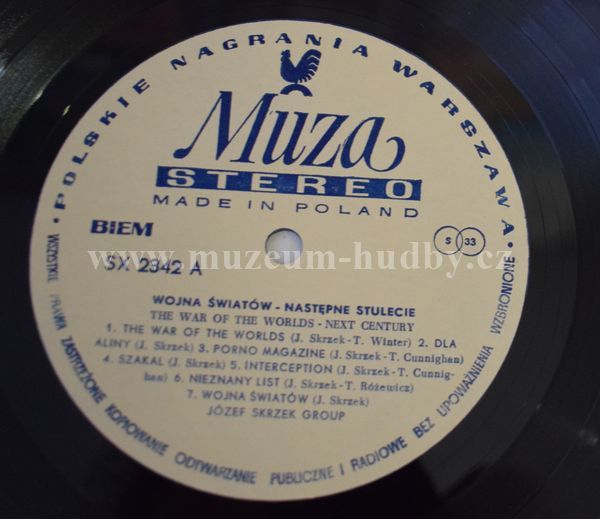 • POLSKIE NAGRANIA WARSZAWA •
Muza
STEREO
MADE IN POLAND
BIEM
S 33
www.muzeum-hudby.cz
SX 2342 A
WOJNA ŚWIATÓW - NASTĘPNE STULECIE
THE WAR OF THE WORLDS - NEXT CENTURY
1. THE WAR OF THE WORLDS (J. Skrzek - T. Winter) 2. DLA
ALINY (J. Skrzek) 3. PORNO MAGAZINE (J. Skrzek - T. Cunnighan)
4. SZAKAL (J. Skrzek) 5. INTERCEPTION (J. Skrzek - T. Cunnig-
han) 6. NIEZNANY LIST (J. Skrzek - T. Różewicz)
7. WOJNA ŚWIATÓW (J. Skrzek)
JÓZEF SKRZEK GROUP
WSZYSTKIE PRAWA ZASTRZEŻONE KOPIOWANIE ODTWARZANIE PUBLICZNE I RADIOWE BEZ UPOWAŻNIENIA WZBRONIONE